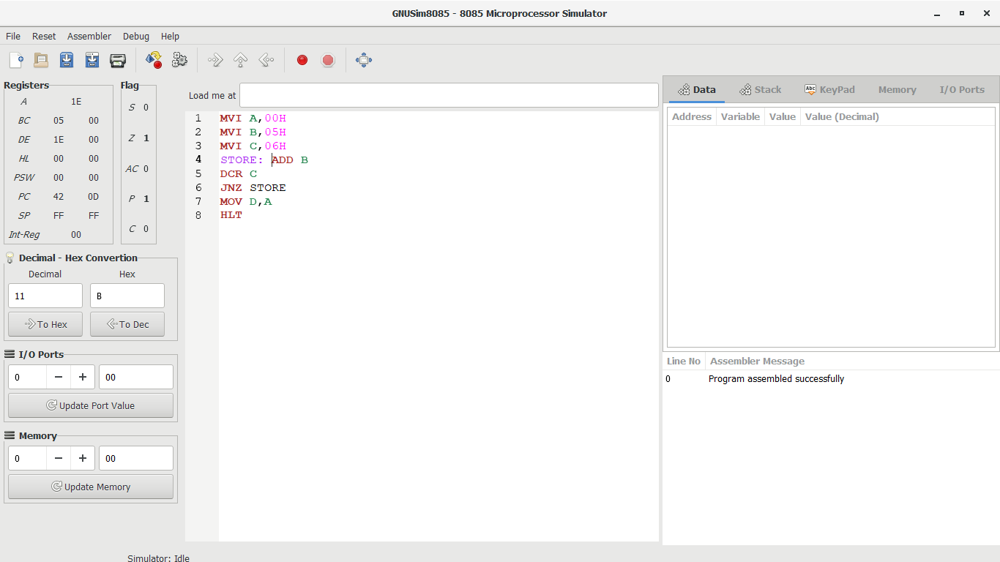 GNUSim8085 - 8085 Microprocessor Simulator
File Reset Assembler Debug Help
Registers
A 1E
BC 05 00
DE 1E 00
HL 00 00
PSW 00 00
PC 42 0D
SP FF FF
Int-Reg 00
Flag
S 0
Z 1
AC 0
P 1
C 0
Decimal - Hex Convertion
Decimal Hex
11 B
To Hex To Dec
I/O Ports
0 − + 00
Update Port Value
Memory
0 − + 00
Update Memory
Load me at
1 MVI A,00H
2 MVI B,05H
3 MVI C,06H
4 STORE: ADD B
5 DCR C
6 JNZ STORE
7 MOV D,A
8 HLT
Data Stack Abc KeyPad Memory I/O Ports
Address Variable Value Value (Decimal)
Line No Assembler Message
0 Program assembled successfully
Simulator: Idle